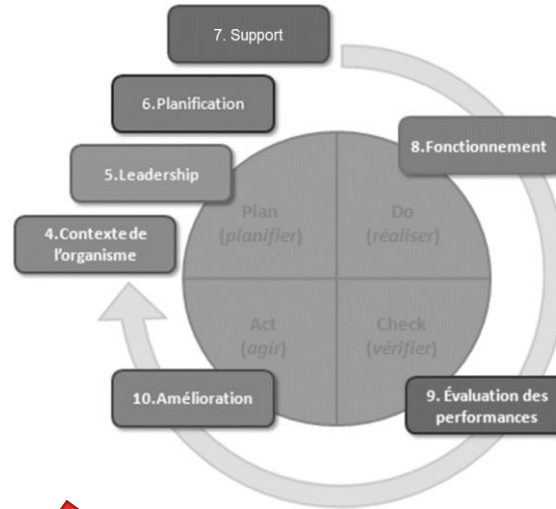 7. Support
6.Planification
5.Leadership
4.Contexte de
l'organisme
8.Fonctionnement
Plan
(planifier)
Do
(réaliser)
Act
(agir)
Check
(vérifier)
10.Amélioration
9. Évaluation des
performances